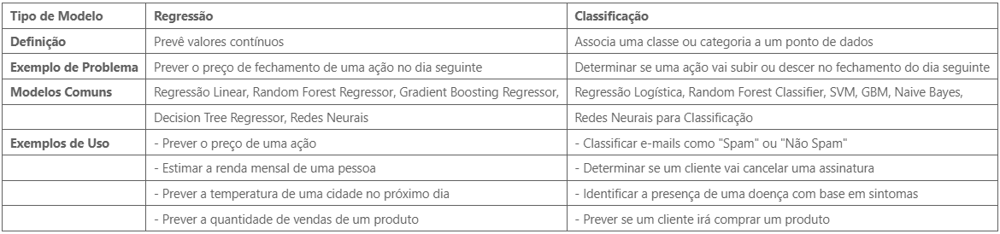 Tipo de Modelo Regressão Classificação
Definição Prevê valores contínuos Associa uma classe ou categoria a um ponto de dados
Exemplo de Problema Prever o preço de fechamento de uma ação no dia seguinte Determinar se uma ação vai subir ou descer no fechamento do dia seguinte
Modelos Comuns Regressão Linear, Random Forest Regressor, Gradient Boosting Regressor, Regressão Logística, Random Forest Classifier, SVM, GBM, Naive Bayes,
Decision Tree Regressor, Redes Neurais Redes Neurais para Classificação
Exemplos de Uso - Prever o preço de uma ação - Classificar e-mails como "Spam" ou "Não Spam"
- Estimar a renda mensal de uma pessoa - Determinar se um cliente vai cancelar uma assinatura
- Prever a temperatura de uma cidade no próximo dia - Identificar a presença de uma doença com base em sintomas
- Prever a quantidade de vendas de um produto - Prever se um cliente irá comprar um produto